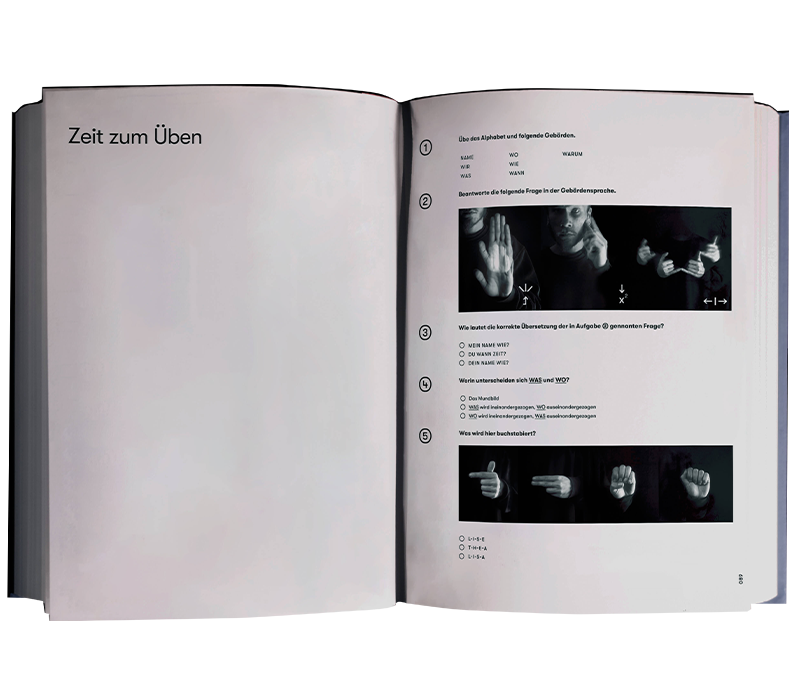 Zeit zum Üben
1
Übe das Alphabet und folgende Gebärden.
NAME WO WARUM
WIR WIE
WAS WANN
2
Beantworte die folgende Frage in der Gebärdensprache.
x²
3
Wie lautet die korrekte Übersetzung der in Aufgabe ② genannten Frage?
MEIN NAME WIE?
DU WANN ZEIT?
DEIN NAME WIE?
4
Worin unterscheiden sich WAS und WO?
Das Mundbild
WAS wird ineinandergezogen, WO auseinandergezogen
WO wird ineinandergezogen, WAS auseinandergezogen
5
Was wird hier buchstabiert?
L-I-S-E
T-H-E-A
L-I-S-A
089